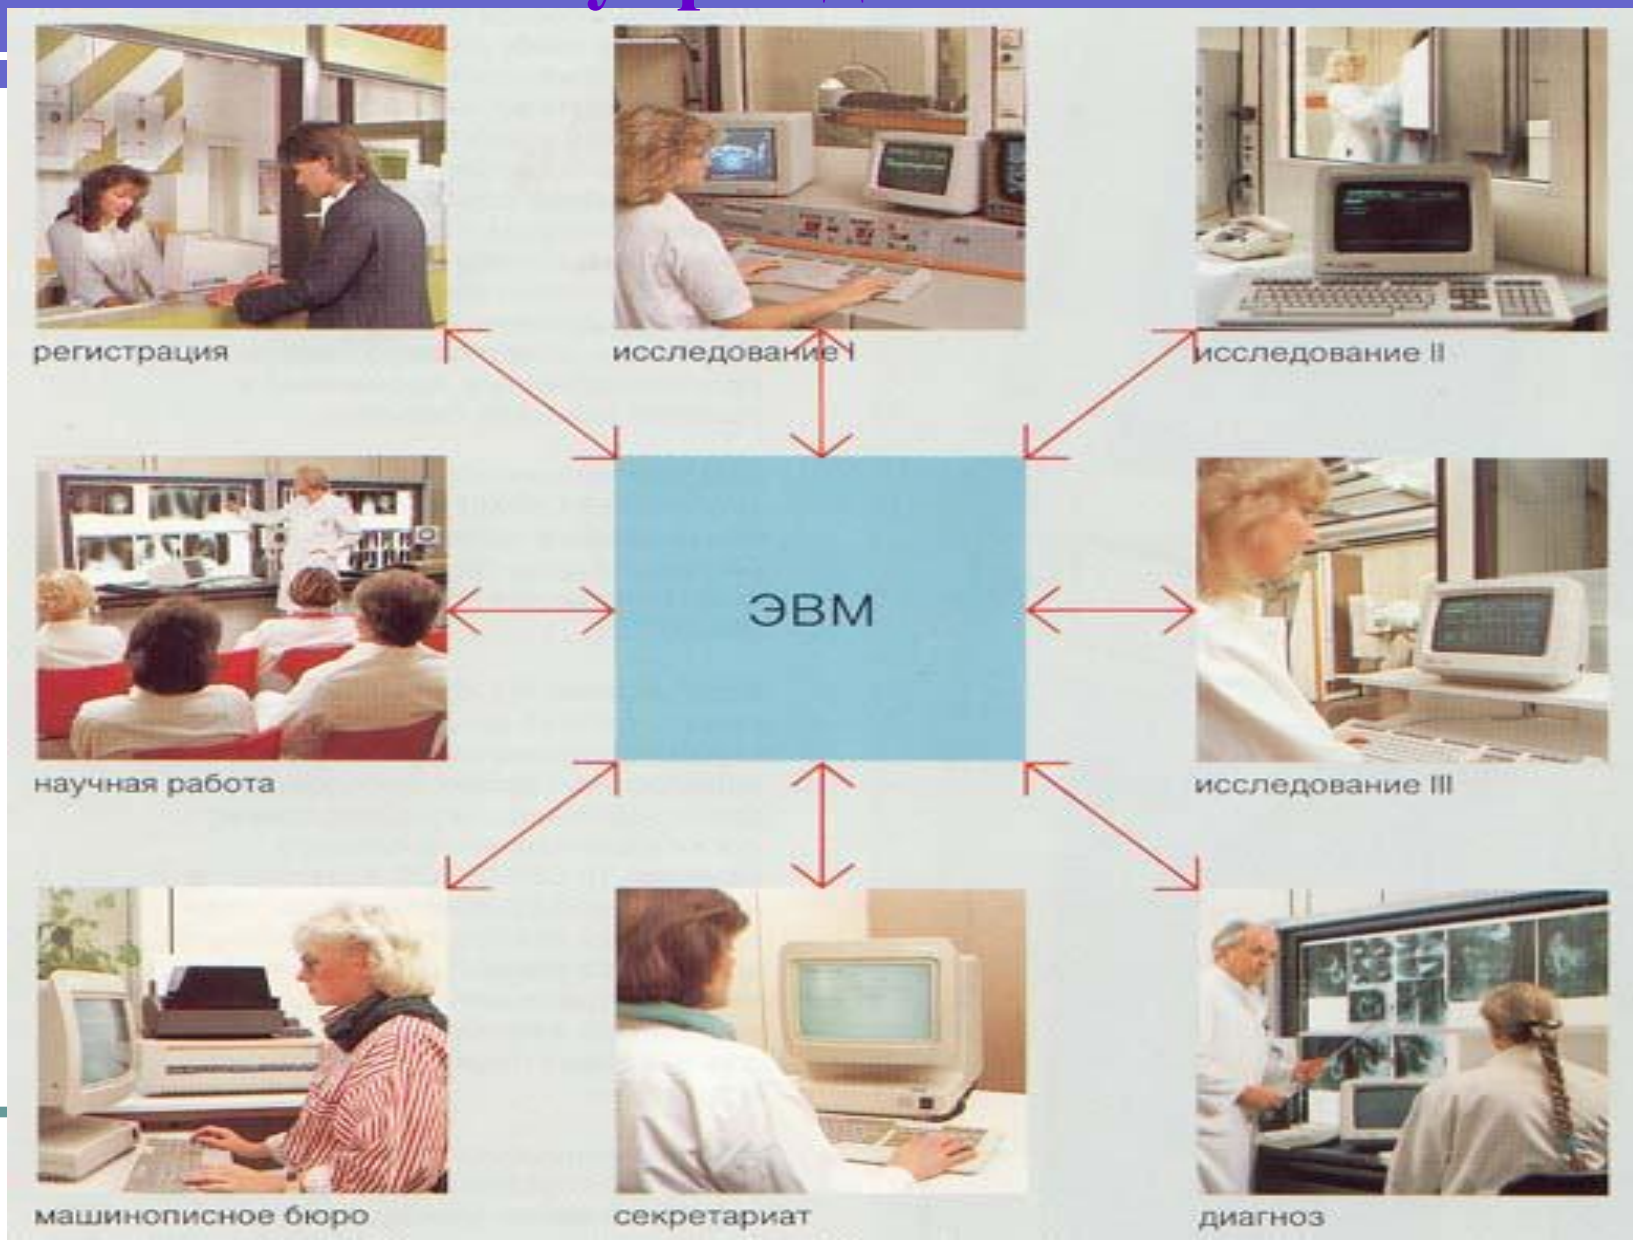 регистрация
исследование I
исследование II
ЭВМ
научная работа
исследование III
машинописное бюро
секретариат
диагноз